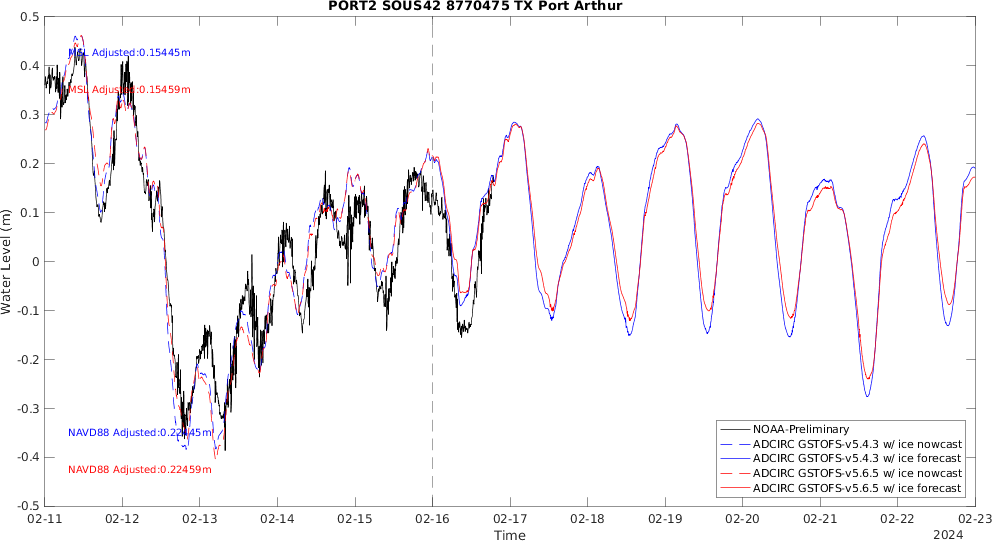 PORT2 SOUS42 8770475 TX Port Arthur
0.5
0.4
0.3
0.2
0.1
0
-0.1
-0.2
-0.3
-0.4
-0.5
Water Level (m)
MSL Adjusted:0.15445m
MSL Adjusted:0.15459m
NAVD88 Adjusted:0.22445m
NAVD88 Adjusted:0.22459m
NOAA-Preliminary
ADCIRC GSTOFS-v5.4.3 w/ ice nowcast
ADCIRC GSTOFS-v5.4.3 w/ ice forecast
ADCIRC GSTOFS-v5.6.5 w/ ice nowcast
ADCIRC GSTOFS-v5.6.5 w/ ice forecast
02-11 02-12 02-13 02-14 02-15 02-16 02-17 02-18 02-19 02-20 02-21 02-22 02-23
Time
2024